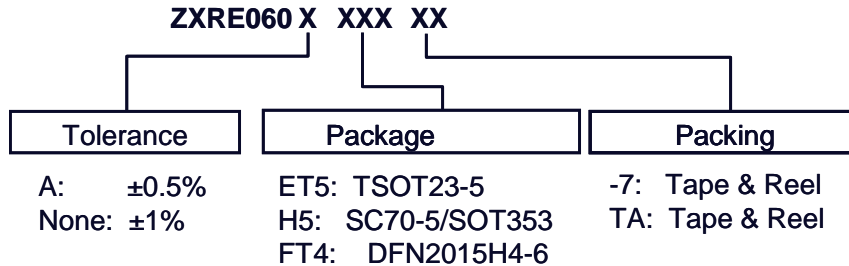 ZXRE060 X XXX XX
Tolerance Package Packing
A: ±0.5% ET5: TSOT23-5 -7: Tape & Reel
None: ±1% H5: SC70-5/SOT353 TA: Tape & Reel
FT4: DFN2015H4-6